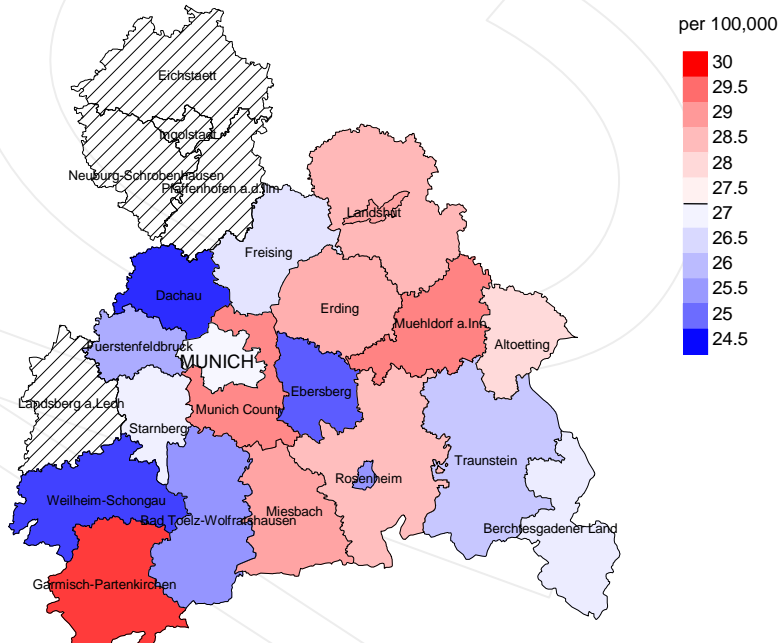 per 100,000
30
29.5
29
28.5
28
27.5
27
26.5
26
25.5
25
24.5
Eichstaett
Ingolstadt
Neuburg-Schrobenhausen
Pfaffenhofen a.d.Ilm
Landshut
Freising
Dachau
Erding
Muehldorf a.Inn
Altoetting
Fuerstenfeldbruck
MUNICH
Ebersberg
Landsberg a.Lech
Munich County
Starnberg
Traunstein
Rosenheim
Weilheim-Schongau
Miesbach
Bad Toelz-Wolfratshausen
Berchtesgadener Land
Garmisch-Partenkirchen